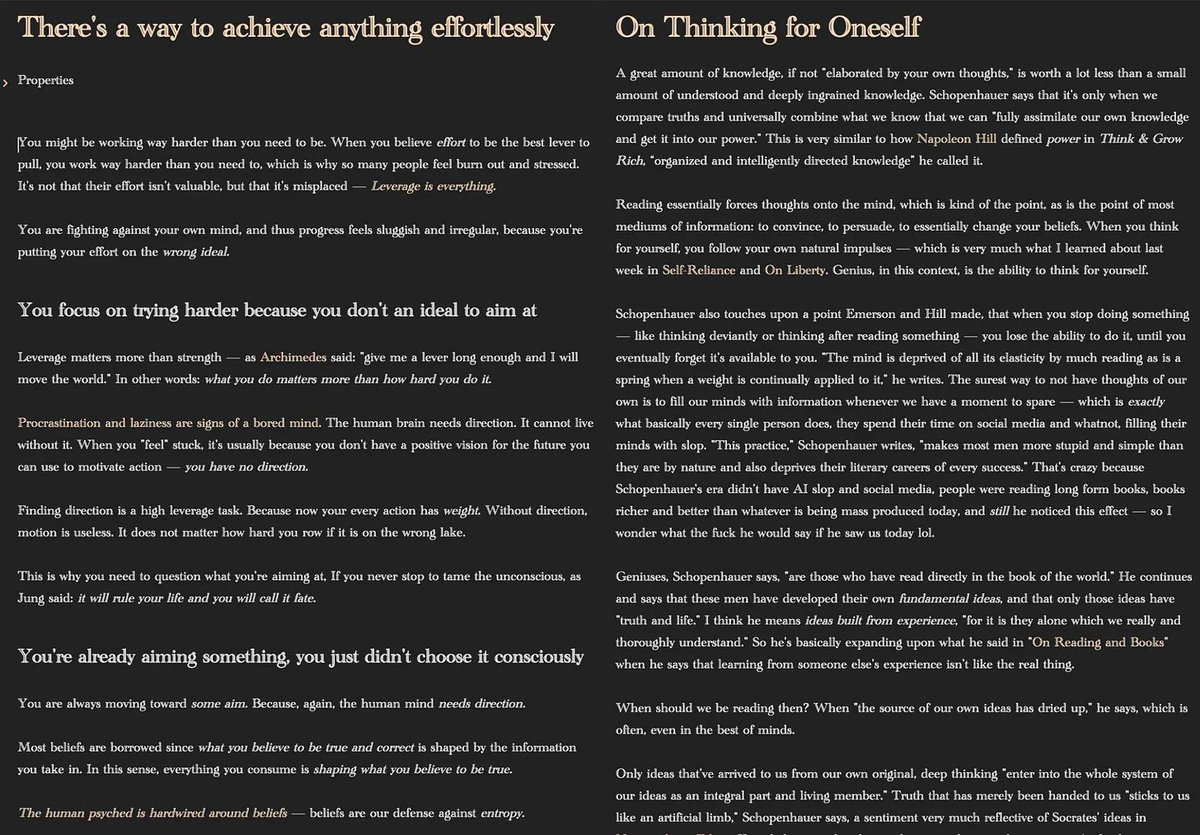 There's a way to achieve anything effortlessly
Properties
You might be working way harder than you need to be. When you believe effort to be the best lever to
pull, you work way harder than you need to, which is why so many people feel burn out and stressed.
It's not that their effort isn't valuable, but that it's misplaced — Leverage is everything.
You are fighting against your own mind, and thus progress feels sluggish and irregular, because you're
putting your effort on the wrong ideal.
You focus on trying harder because you don't an ideal to aim at
Leverage matters more than strength — as Archimedes said: "give me a lever long enough and I will
move the world." In other words: what you do matters more than how hard you do it.
Procrastination and laziness are signs of a bored mind. The human brain needs direction. It cannot live
without it. When you "feel" stuck, it's usually because you don't have a positive vision for the future you
can use to motivate action — you have no direction.
Finding direction is a high leverage task. Because now your every action has weight. Without direction,
motion is useless. It does not matter how hard you row if it is on the wrong lake.
This is why you need to question what you're aiming at, If you never stop to tame the unconscious, as
Jung said: it will rule your life and you will call it fate.
You're already aiming something, you just didn't choose it consciously
You are always moving toward some aim. Because, again, the human mind needs direction.
Most beliefs are borrowed since what you believe to be true and correct is shaped by the information
you take in. In this sense, everything you consume is shaping what you believe to be true.
The human psyched is hardwired around beliefs — beliefs are our defense against entropy.
On Thinking for Oneself
A great amount of knowledge, if not "elaborated by your own thoughts," is worth a lot less than a small
amount of understood and deeply ingrained knowledge. Schopenhauer says that it's only when we
compare truths and universally combine what we know that we can "fully assimilate our own knowledge
and get it into our power." This is very similar to how Napoleon Hill defined power in Think & Grow
Rich, "organized and intelligently directed knowledge" he called it.
Reading essentially forces thoughts onto the mind, which is kind of the point, as is the point of most
mediums of information: to convince, to persuade, to essentially change your beliefs. When you think
for yourself, you follow your own natural impulses — which is very much what I learned about last
week in Self-Reliance and On Liberty. Genius, in this context, is the ability to think for yourself.
Schopenhauer also touches upon a point Emerson and Hill made, that when you stop doing something
— like thinking deviantly or thinking after reading something — you lose the ability to do it, until you
eventually forget it's available to you. "The mind is deprived of all its elasticity by much reading as is a
spring when a weight is continually applied to it," he writes. The surest way to not have thoughts of our
own is to fill our minds with information whenever we have a moment to spare — which is exactly
what basically every single person does, they spend their time on social media and whatnot, filling their
minds with slop. "This practice," Schopenhauer writes, "makes most men more stupid and simple than
they are by nature and also deprives their literary careers of every success." That's crazy because
Schopenhauer's era didn't have AI slop and social media, people were reading long form books, books
richer and better than whatever is being mass produced today, and still he noticed this effect — so I
wonder what the fuck he would say if he saw us today lol.
Geniuses, Schopenhauer says, "are those who have read directly in the book of the world." He continues
and says that these men have developed their own fundamental ideas, and that only those ideas have
"truth and life." I think he means ideas built from experience, "for it is they alone which we really and
thoroughly understand." So he's basically expanding upon what he said in "On Reading and Books"
when he says that learning from someone else's experience isn't like the real thing.
When should we be reading then? When "the source of our own ideas has dried up," he says, which is
often, even in the best of minds.
Only ideas that've arrived to us from our own original, deep thinking "enter into the whole system of
our ideas as an integral part and living member." Truth that has merely been handed to us "sticks to us
like an artificial limb," Schopenhauer says, a sentiment very much reflective of Socrates' ideas in